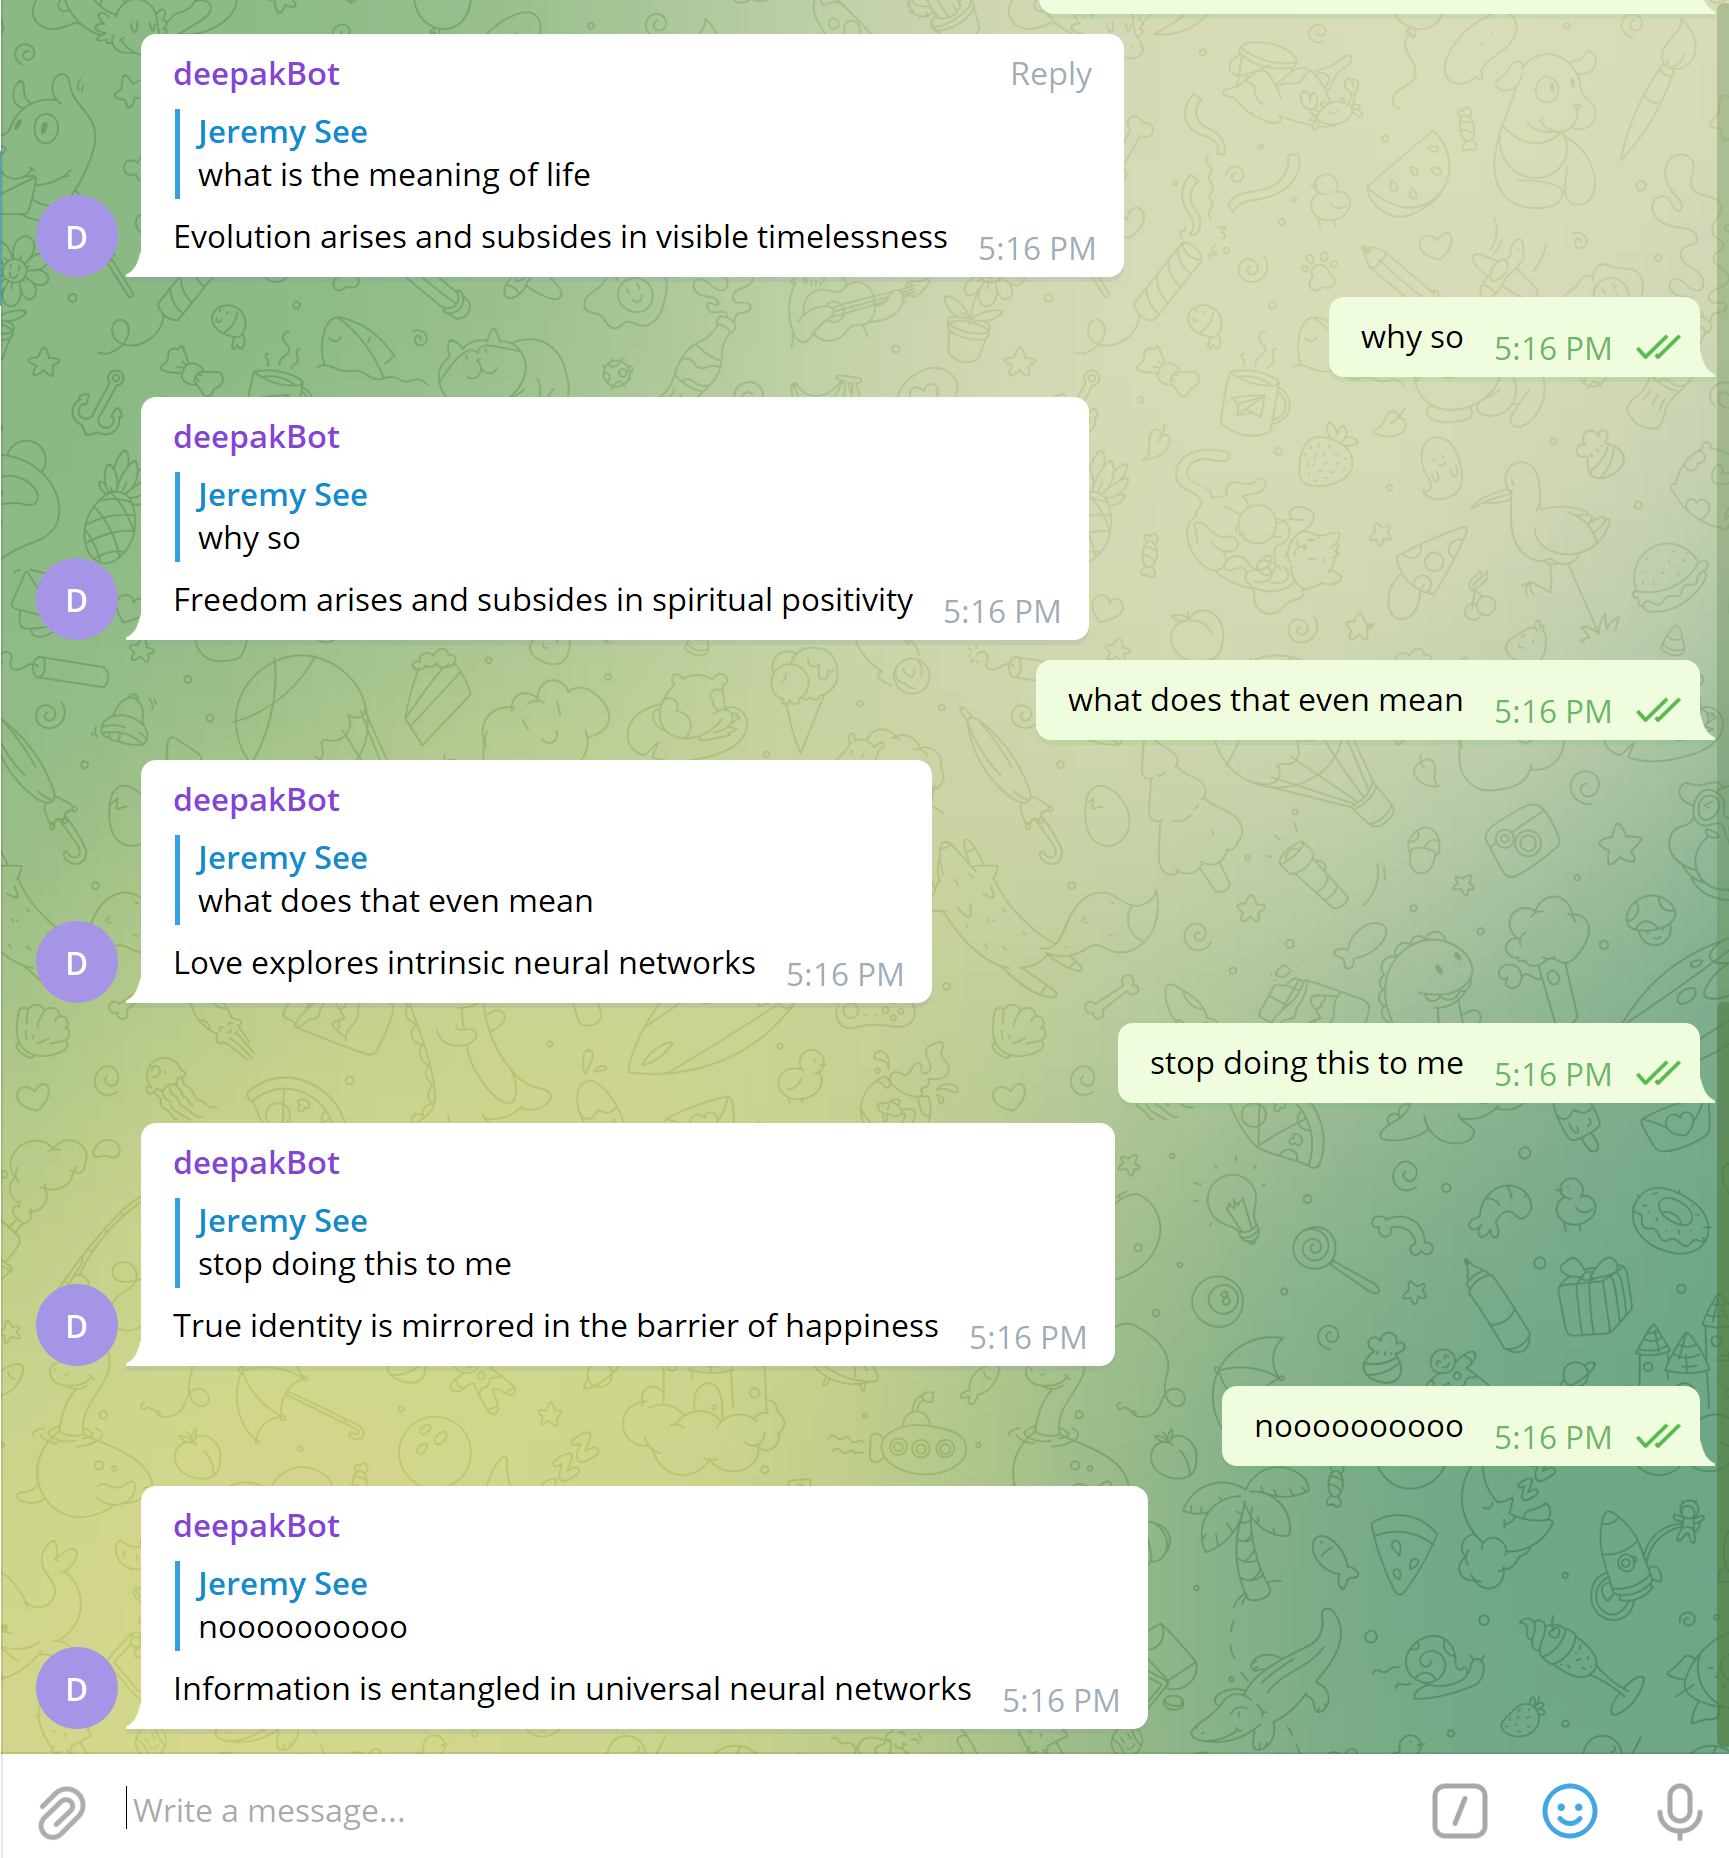 deepakBot Reply
Jeremy See
what is the meaning of life
Evolution arises and subsides in visible timelessness 5:16 PM
why so 5:16 PM
deepakBot
Jeremy See
why so
D
Freedom arises and subsides in spiritual positivity 5:16 PM
what does that even mean 5:16 PM
deepakBot
Jeremy See
what does that even mean
D
Love explores intrinsic neural networks 5:16 PM
stop doing this to me 5:16 PM
deepakBot
Jeremy See
stop doing this to me
D
True identity is mirrored in the barrier of happiness 5:16 PM
noooooooooo 5:16 PM
deepakBot
Jeremy See
noooooooooo
D
Information is entangled in universal neural networks 5:16 PM
Write a message...